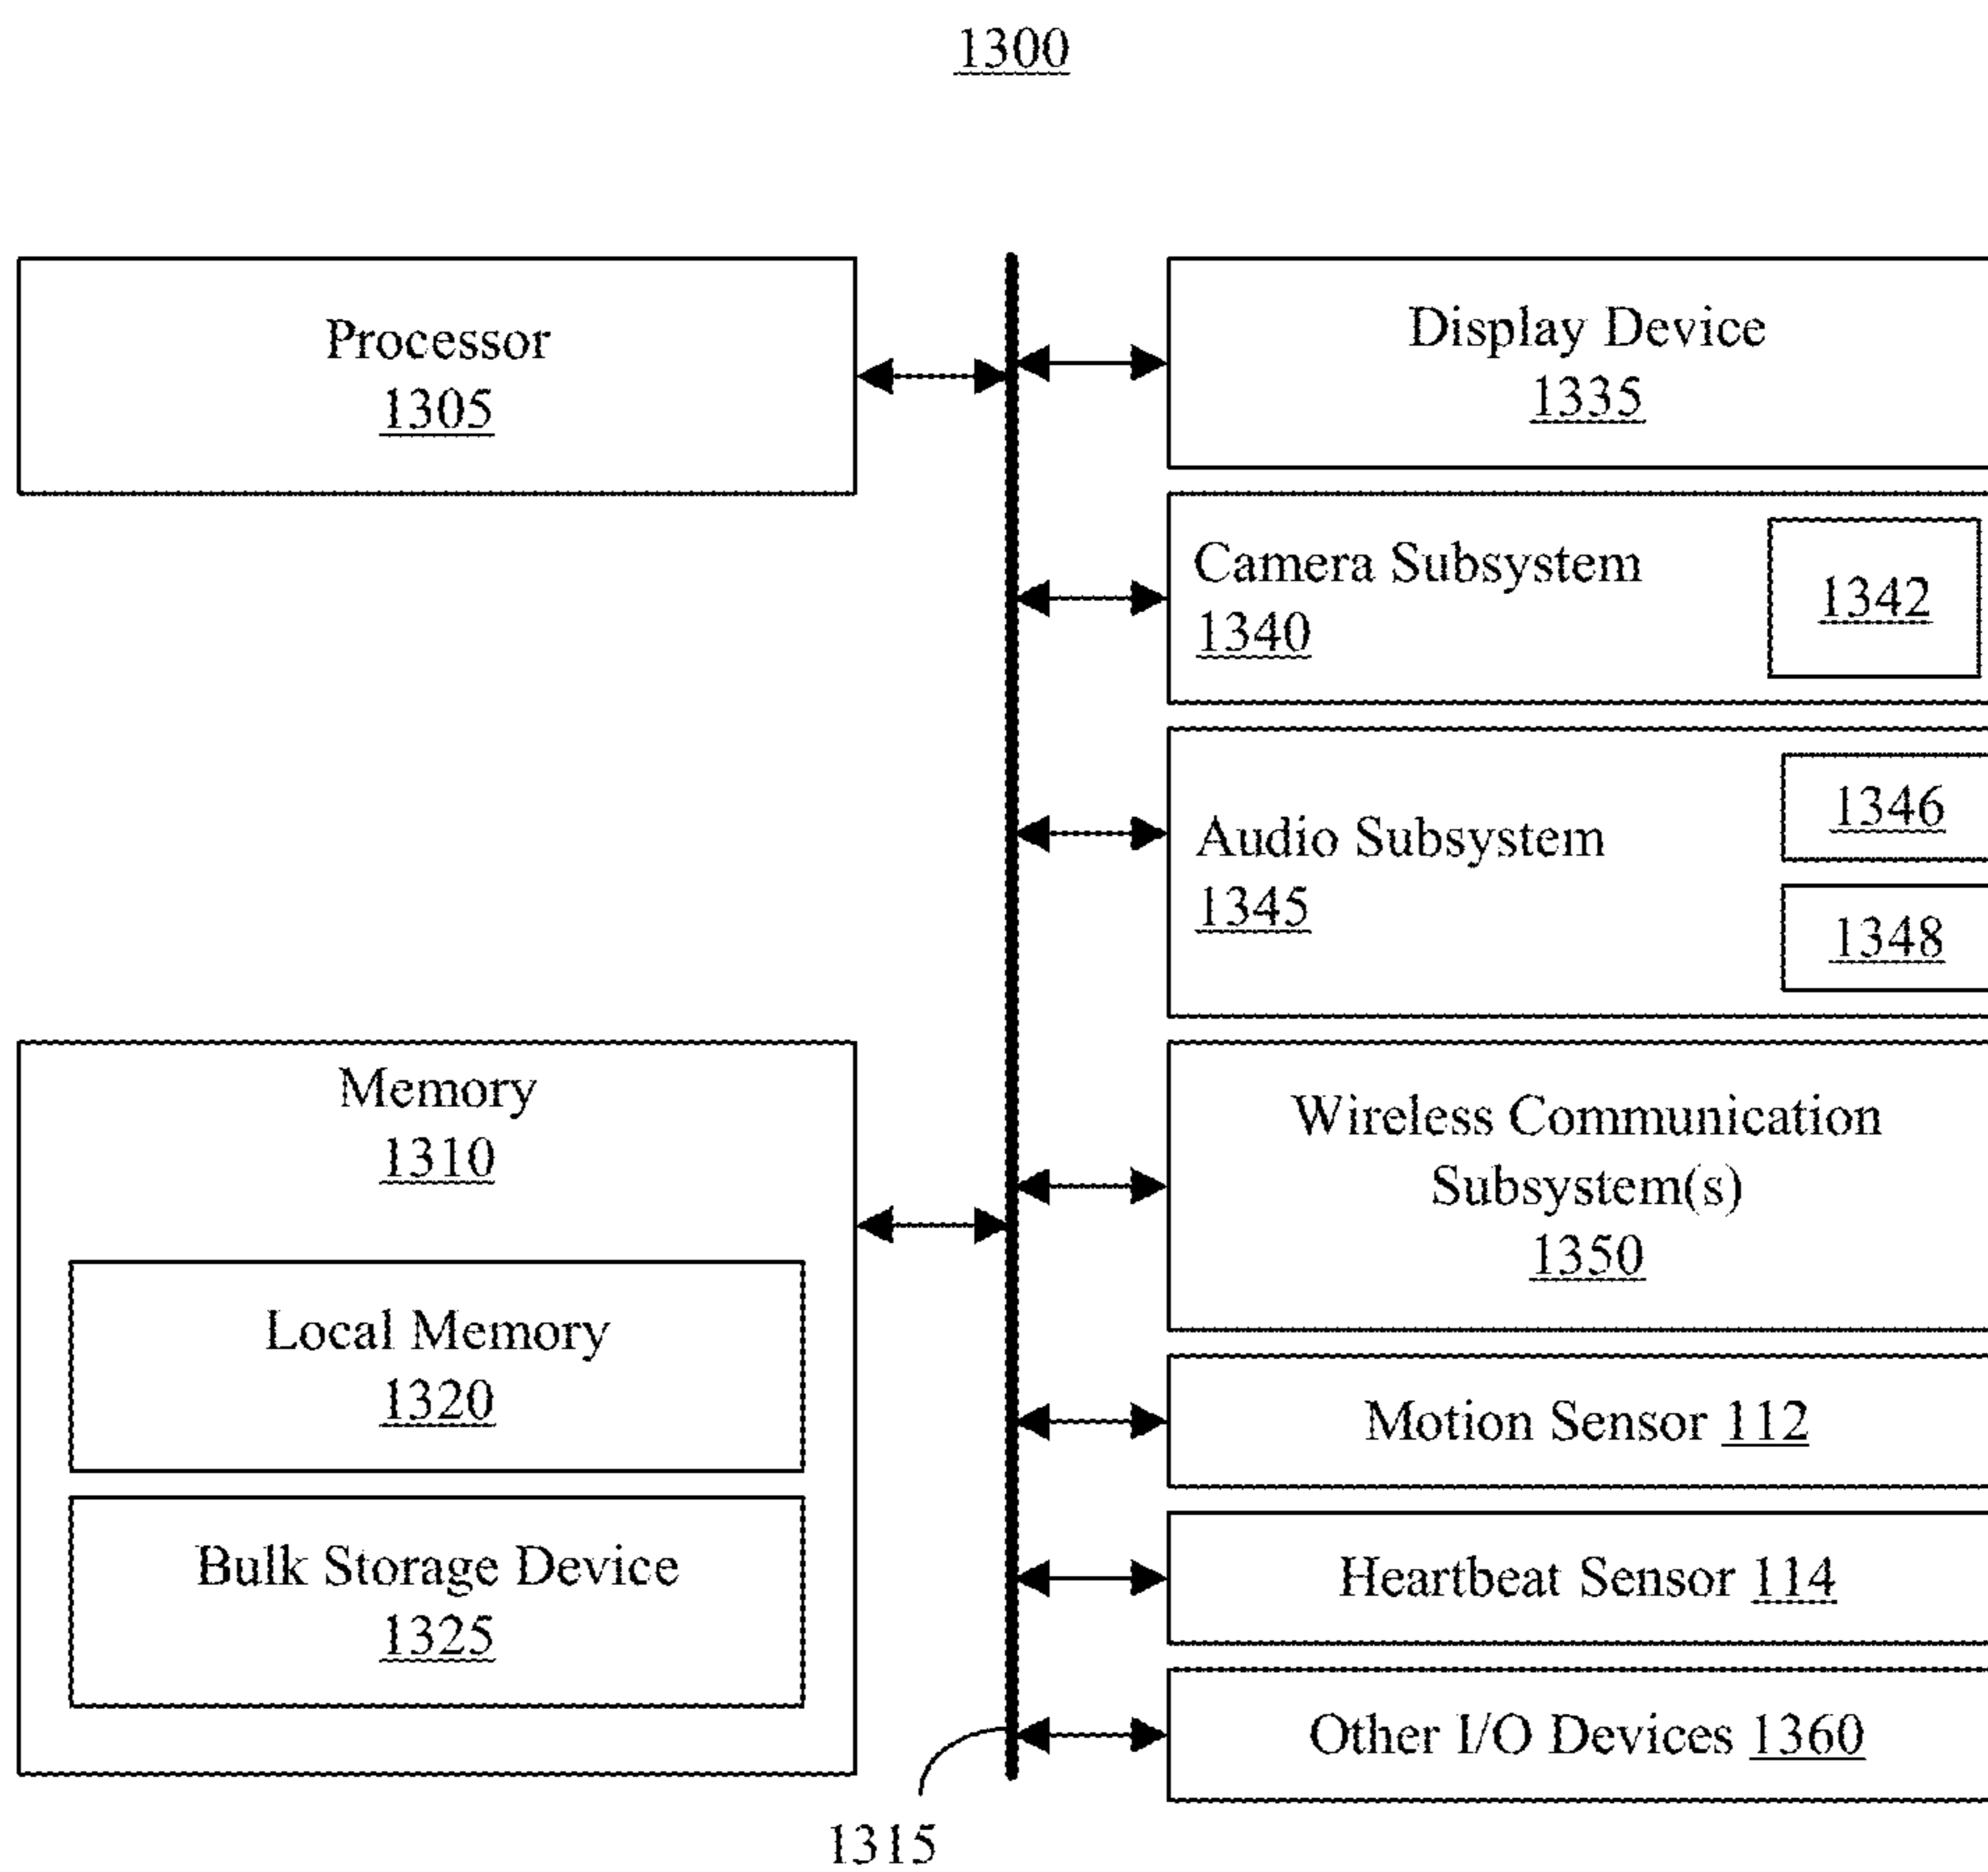 1300
Processor
1305
Memory
1310
Local Memory
1320
Bulk Storage Device
1325
1315
Display Device
1335
Camera Subsystem
1340
1342
Audio Subsystem
1345
1346
1348
Wireless Communication
Subsystem(s)
1350
Motion Sensor 112
Heartbeat Sensor 114
Other I/O Devices 1360